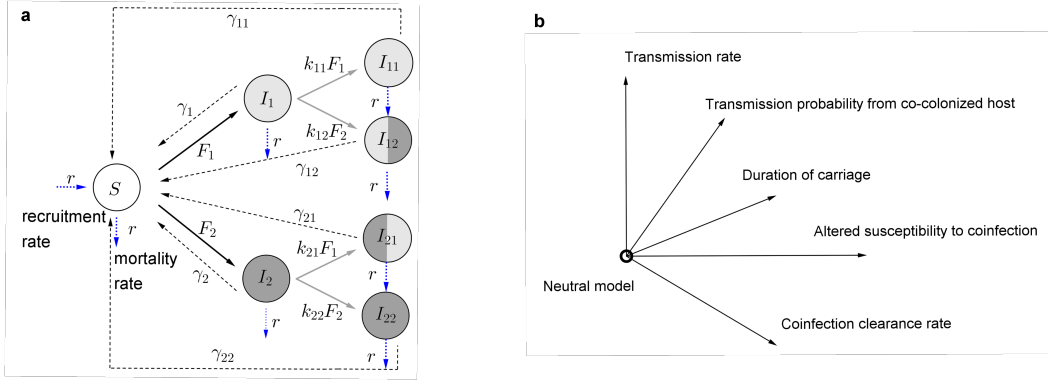 a
b
γ₁₁
k₁₁F₁
I₁₁
I₁
r
γ₁
F₁
r
k₁₂F₂
I₁₂
γ₁₂
r
S
r
r
recruitment
rate
mortality
rate
γ₂₁
F₂
k₂₁F₁
I₂₁
γ₂
I₂
r
k₂₂F₂
I₂₂
r
γ₂₂
r
Transmission rate
Transmission probability from co-colonized host
Duration of carriage
Altered susceptibility to coinfection
Neutral model
Coinfection clearance rate